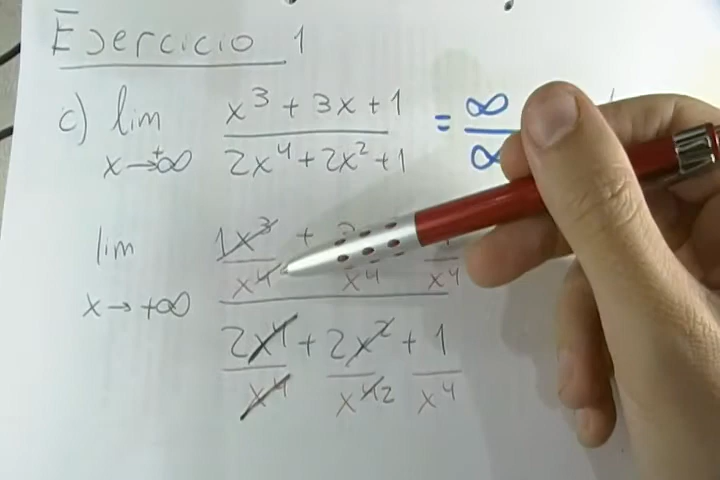 Ejercicio 1
c) lim x→+∞ x³ + 3x + 1 / 2x⁴ + 2x² + 1 = ∞ / ∞
lim x→ +∞ 1x³ / x⁴ + / x⁴ / x⁴
2x⁴ / x⁴ + 2x² / x⁴2 + 1 / x⁴